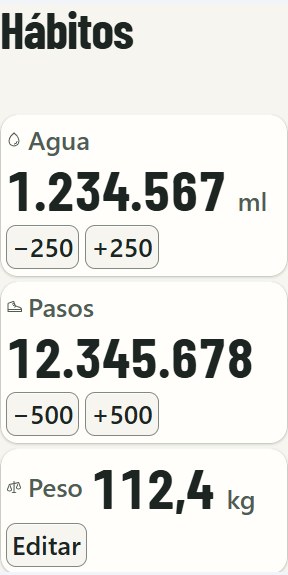 Hábitos
Agua
1.234.567 ml
−250 +250
Pasos
12.345.678
−500 +500
Peso 112,4 kg
Editar